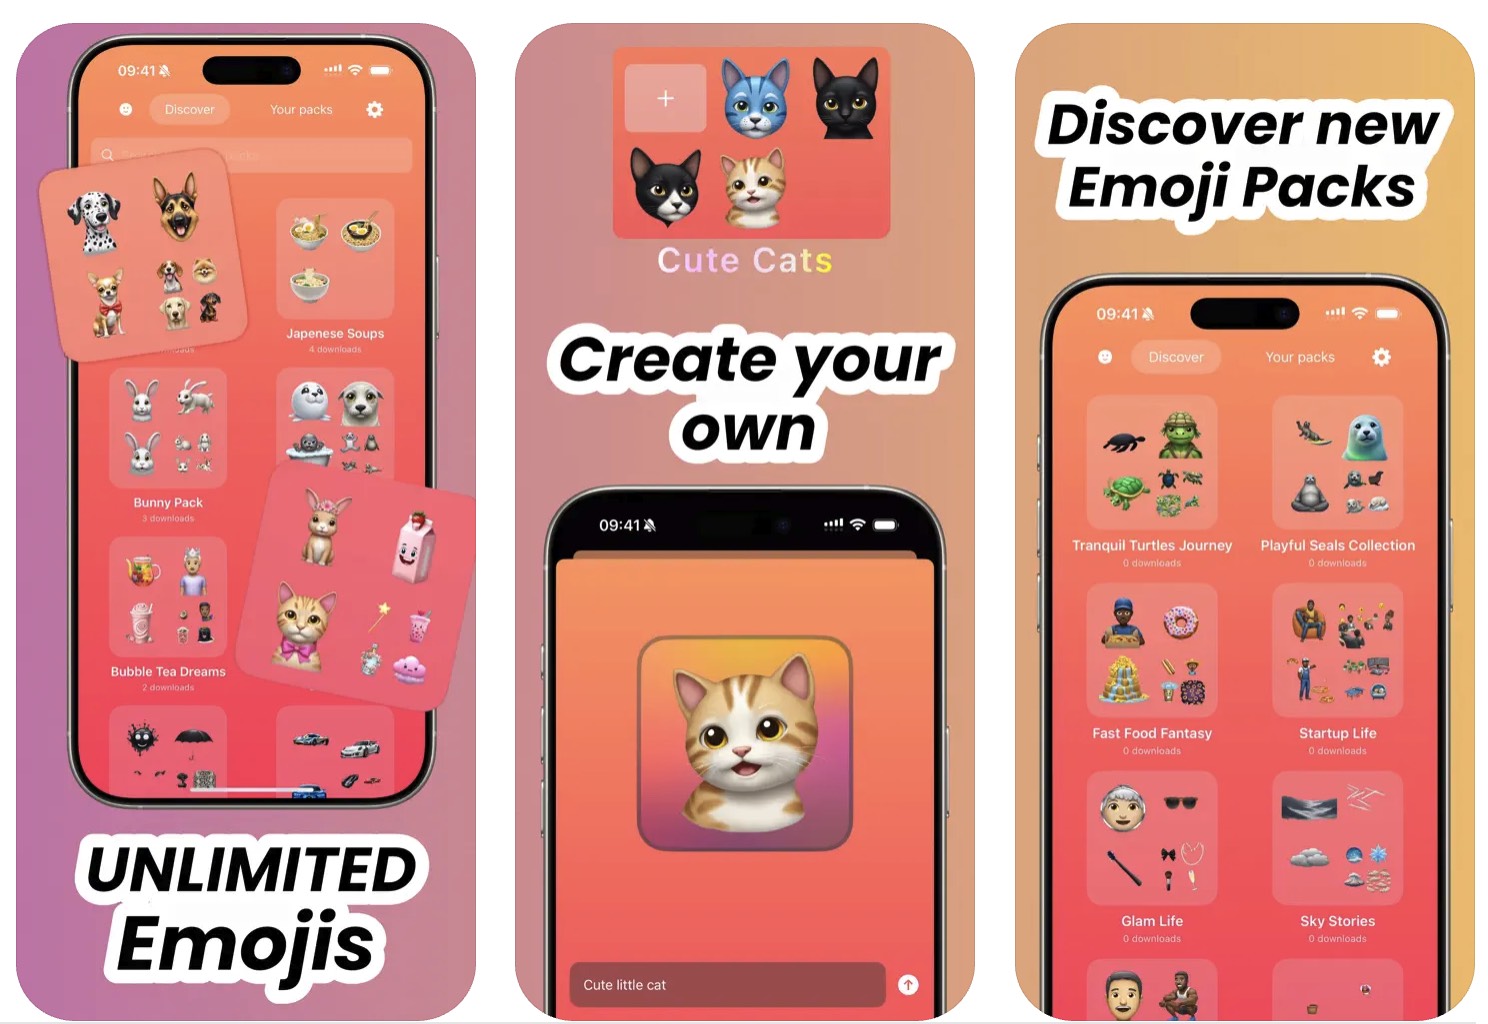 09:41
Discover
Your packs
Japenese Soups
4 downloads
Bunny Pack
3 downloads
Bubble Tea Dreams
2 downloads
UNLIMITED
Emojis
Cute Cats
Create your
own
09:41
Cute little cat
Discover new
Emoji Packs
09:41
Discover
Your packs
Tranquil Turtles Journey
Playful Seals Collection
0 downloads
0 downloads
Fast Food Fantasy
Startup Life
0 downloads
0 downloads
Glam Life
Sky Stories
0 downloads
0 downloads